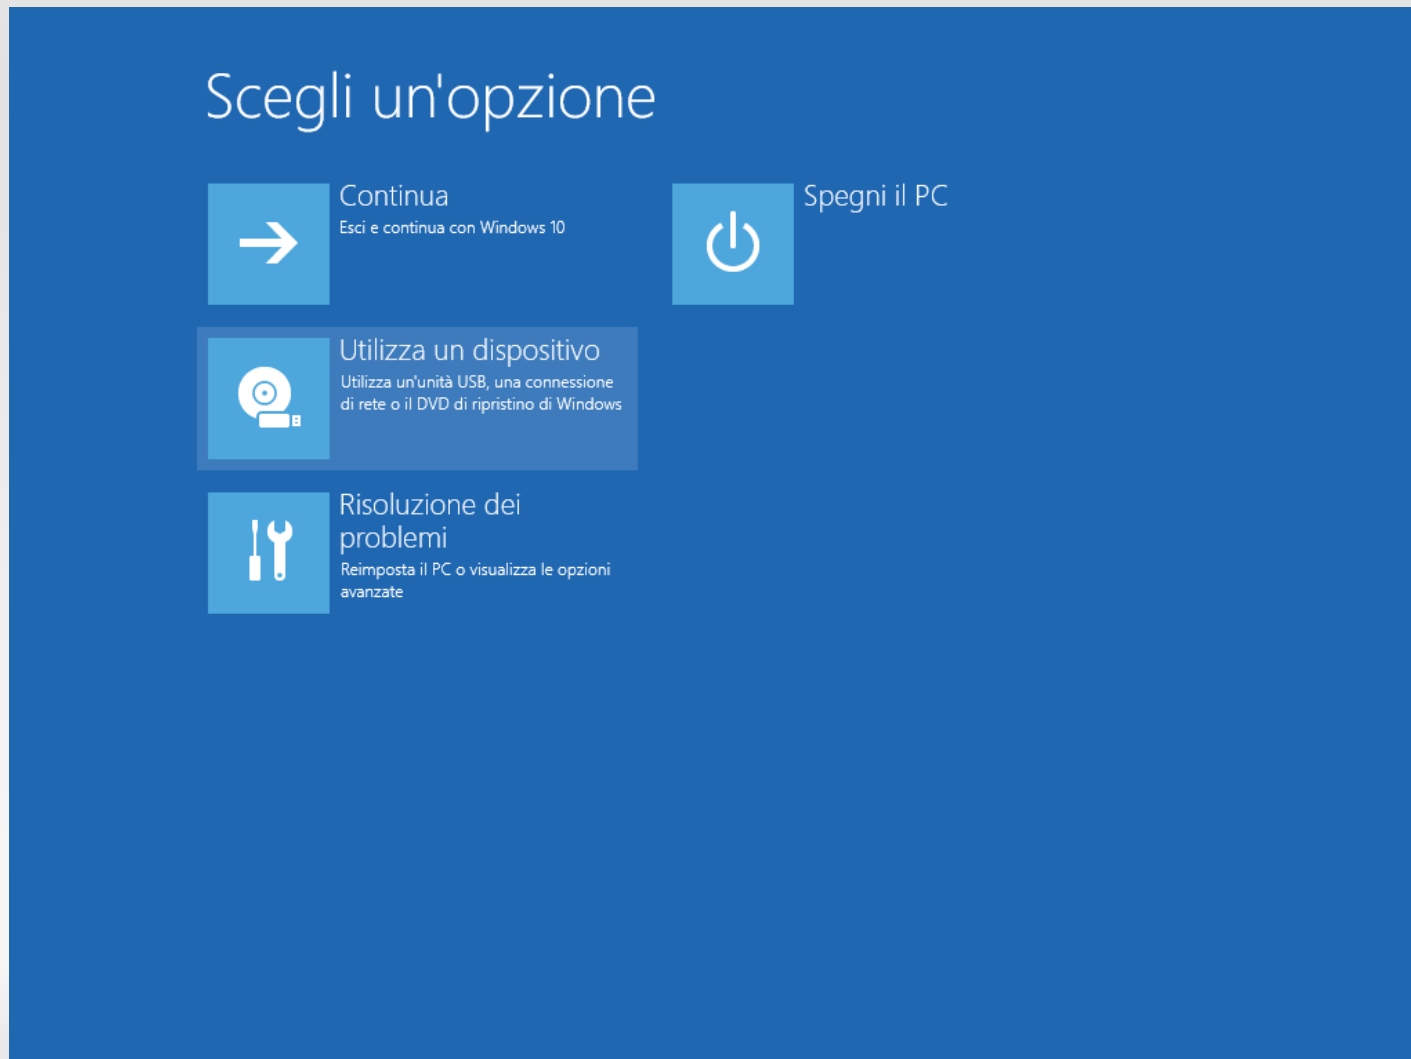 Scegli un'opzione
Continua
Esci e continua con Windows 10
Utilizza un dispositivo
Utilizza un'unità USB, una connessione
di rete o il DVD di ripristino di Windows
Risoluzione dei
problemi
Reimposta il PC o visualizza le opzioni
avanzate
Spegni il PC